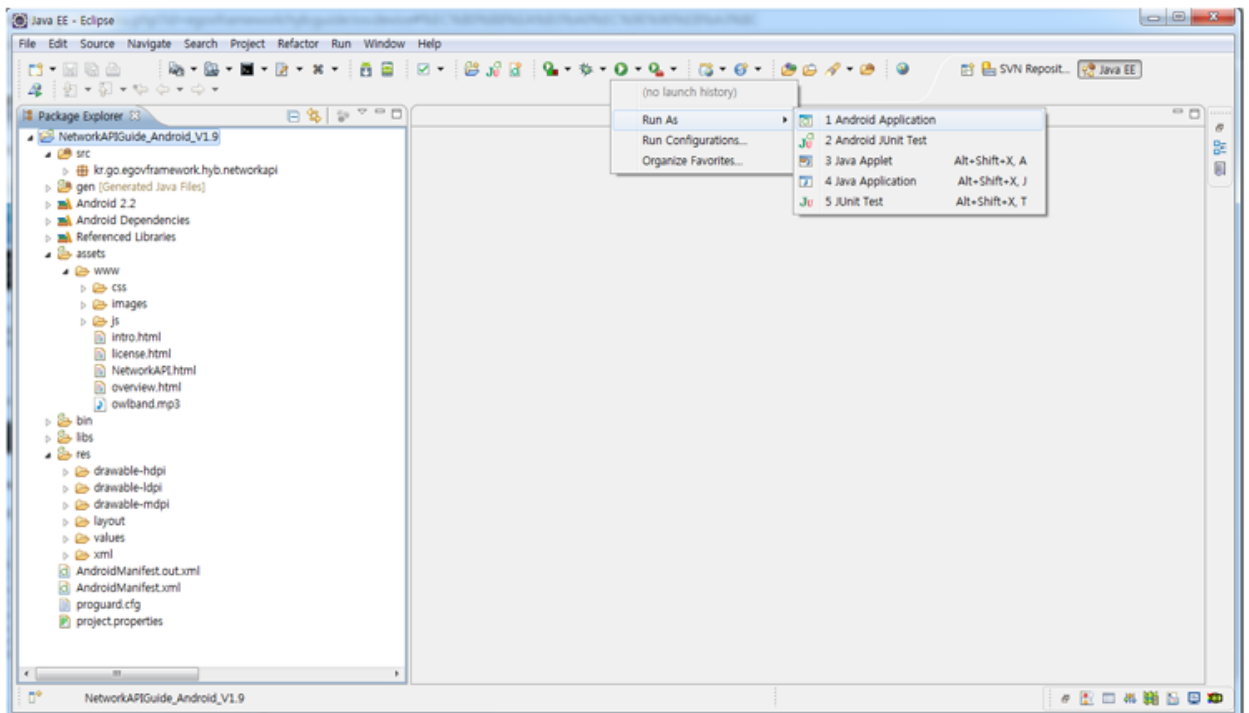 Java EE - Eclipse
File Edit Source Navigate Search Project Refactor Run Window Help
SVN Reposit... Java EE
(no launch history)
Run As
Run Configurations...
Organize Favorites...
1 Android Application
2 Android JUnit Test
3 Java Applet Alt+Shift+X, A
4 Java Application Alt+Shift+X, J
5 JUnit Test Alt+Shift+X, T
Package Explorer
NetworkAPIGuide_Android_V1.9
src
kr.go.egovframework.hyb.networkapi
gen [Generated Java Files]
Android 2.2
Android Dependencies
Referenced Libraries
assets
www
css
images
js
intro.html
license.html
NetworkAPI.html
overview.html
owlband.mp3
bin
libs
res
drawable-hdpi
drawable-ldpi
drawable-mdpi
layout
values
xml
AndroidManifest.out.xml
AndroidManifest.xml
proguard.cfg
project.properties
NetworkAPIGuide_Android_V1.9